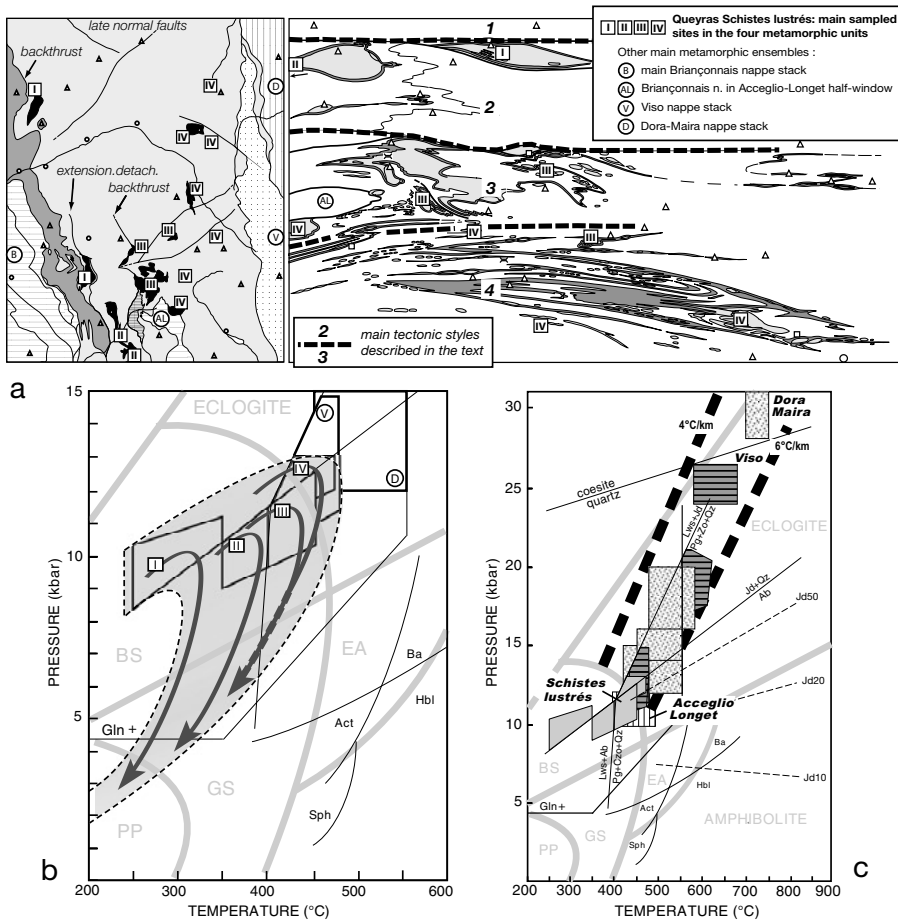 late normal faults
backthrust
I
IV
D
IV
IV
extension.detach.
backthrust
IV
III
III
IV
V
B
I
III
IV
IV
AL
II
II
1
I
II
2
III
3
AL
III
IV
IV
III
4
IV
IV
2
3
main tectonic styles
described in the text
I II III IV Queyras Schistes lustrés: main sampled
sites in the four metamorphic units
Other main metamorphic ensembles :
B main Briançonnais nappe stack
AL Briançonnais n. in Acceglio-Longet half-window
V Viso nappe stack
D Dora-Maira nappe stack
a
15
10
5
PRESSURE (kbar)
ECLOGITE
V
D
IV
III
II
I
BS
EA
Ba
Hbl
Act
Gln +
GS
Sph
PP
b
200 300 400 500 600
TEMPERATURE (°C)
30
25
20
15
10
5
PRESSURE (kbar)
4°C/km
Dora
Maira
6°C/km
Viso
coesite
quartz
Lws+Jd
Pg+Zo+Qz
ECLOGITE
Jd+Qz
Ab
Jd50
Schistes
lustrés
Jd20
Acceglio
Longet
Lws+Ab
Pg+Czo+Qz
BS
EA
Ba
Hbl
Jd10
Gln+
Act
GS
Sph
PP
AMPHIBOLITE
c
200 300 400 500 600 700 800 900
TEMPERATURE (°C)